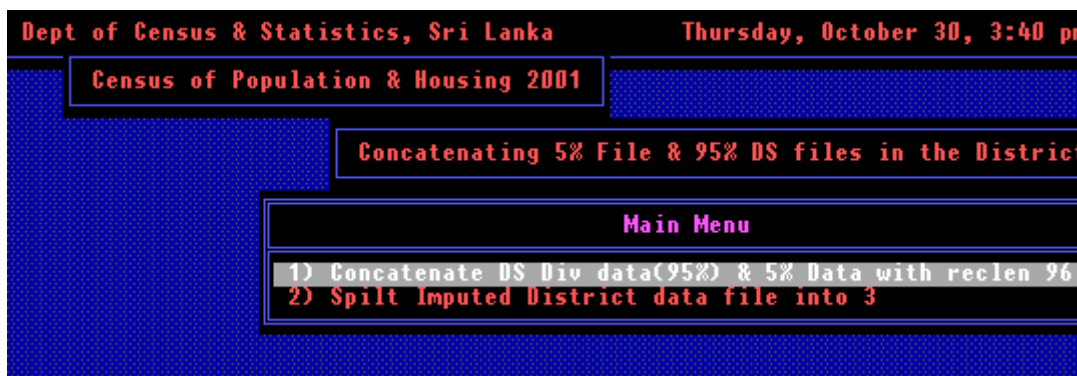 Dept of Census & Statistics, Sri Lanka Thursday, October 30, 3:40 p
Census of Population & Housing 2001
Concatenating 5% File & 95% DS files in the Distric
Main Menu
1) Concatenate DS Div data(95%) & 5% Data with reclen 96
2) Spilt Imputed District data file into 3